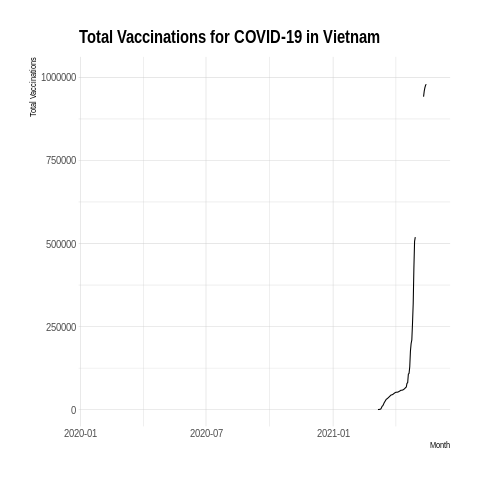 Total Vaccinations for COVID-19 in Vietnam
Total Vaccinations
1000000
750000
500000
250000
0
2020-01
2020-07
2021-01
Month